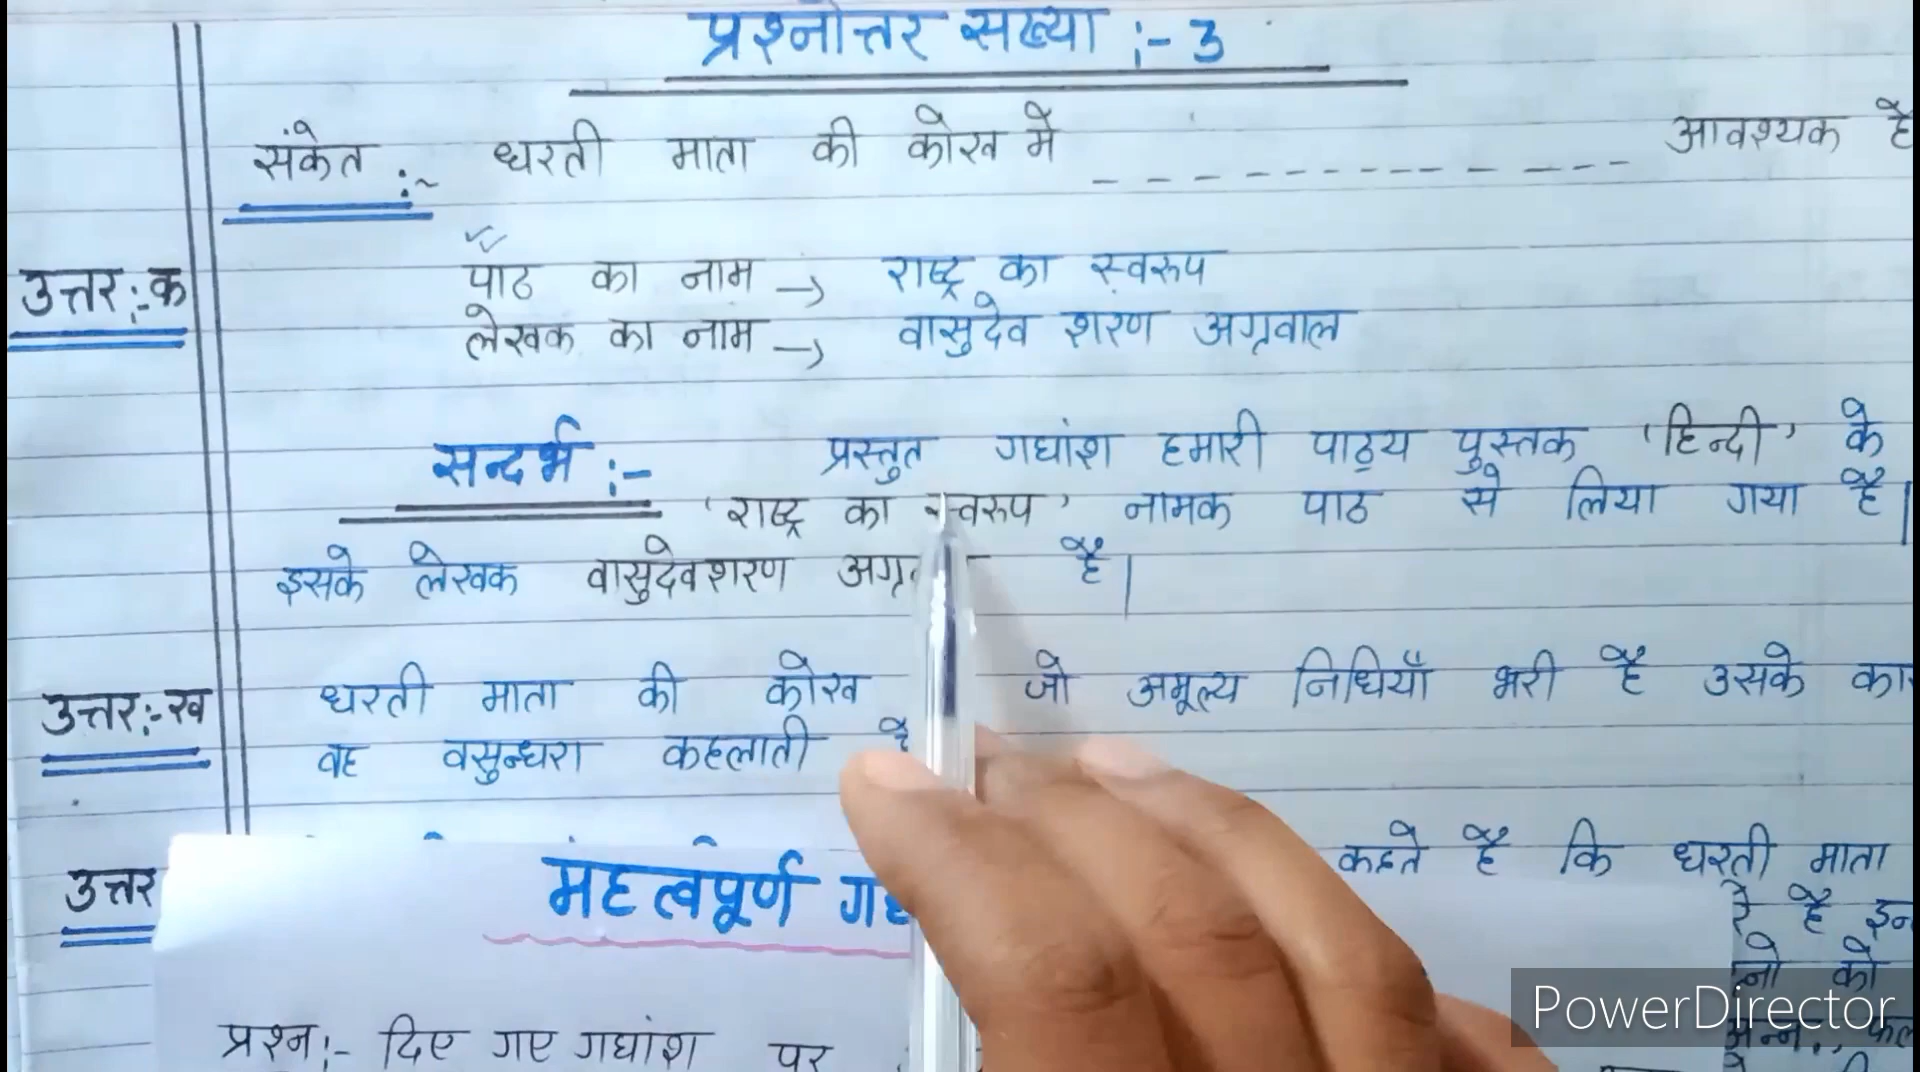 प्रश्नोत्तर सख्या :- 3
संकेत :- धरती माता की कोख मे - - - - - - - - - - - - - आवश्यक है
उत्तर:-क पाठ का नाम → राष्ट्र का स्वरुप
लेखक का नाम → वासुदेव शरण अग्रवाल
सन्दर्भ :- प्रस्तुत गद्यांश हमारी पाठ्य पुस्तक 'हिन्दी' के
'राष्ट्र का स्वरुप' नामक पाठ से लिया गया है।
इसके लेखक वासुदेवशरण है।
उत्तर:-ख धरती माता की कोख जो अमूल्य निधियाँ भरी है उसके
वह वसुन्धरा कहलाती है
उत्तर कहते है कि धरती माता
महत्वपूर्ण
रे है
को
प्रश्न:- दिए गए गद्यांश पर
PowerDirector